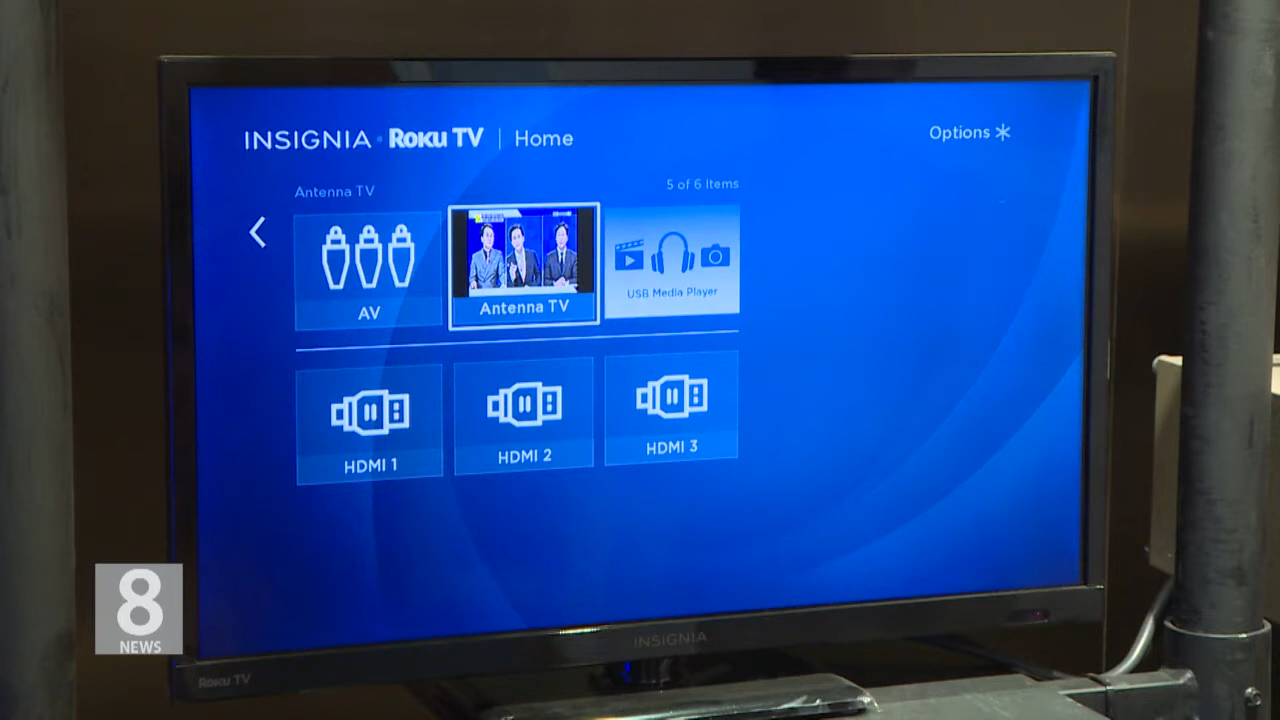 INSIGNIA • Roku TV | Home
Options ✳
Antenna TV
5 of 6 Items
AV
Antenna TV
USB Media Player
HDMI 1
HDMI 2
HDMI 3
INSIGNIA
Roku TV
8
NEWS